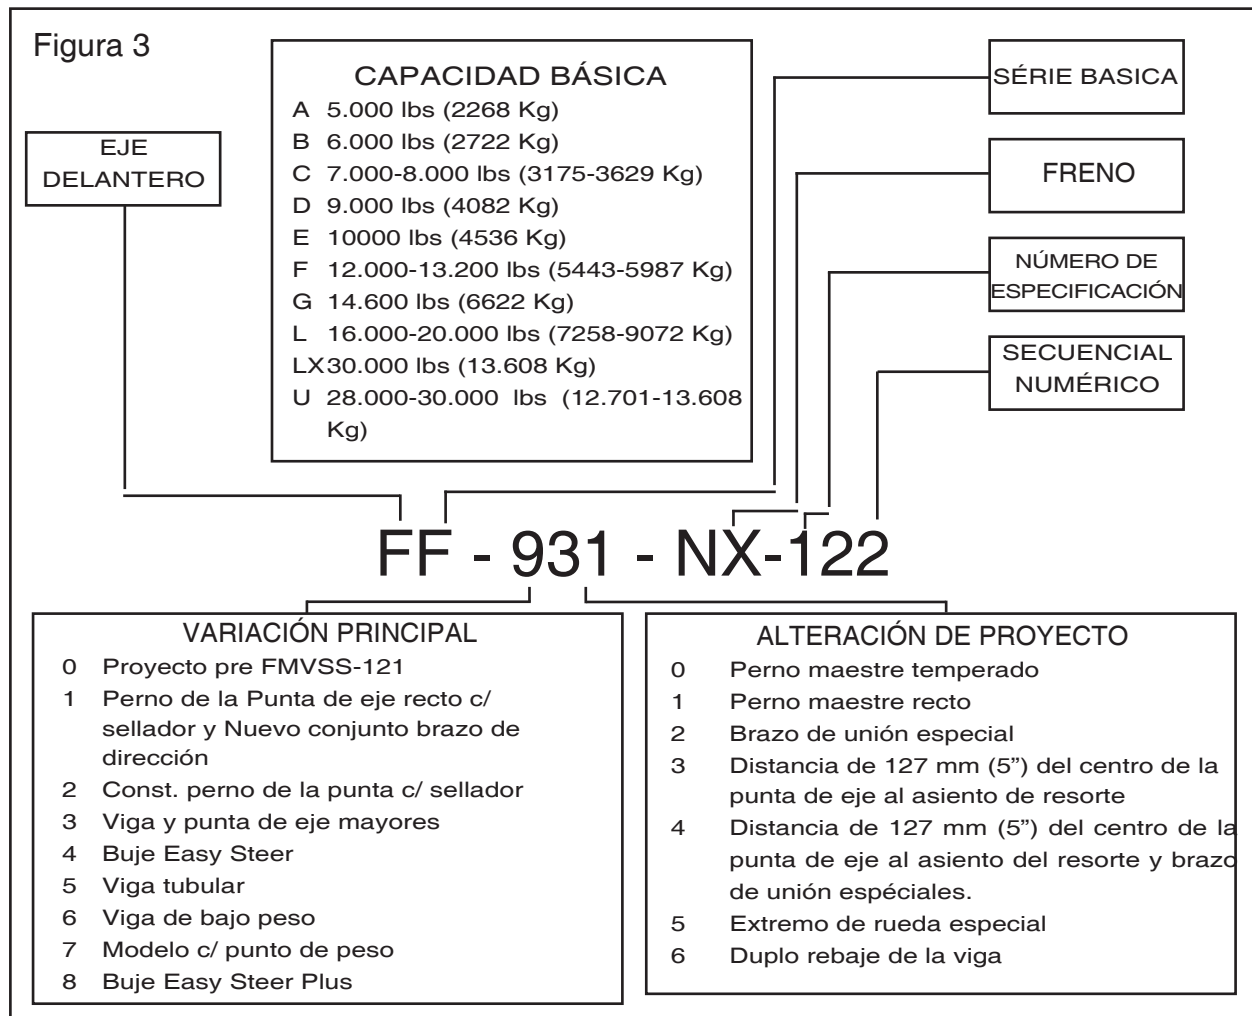 Figura 3
CAPACIDAD BÁSICA
A 5.000 lbs (2268 Kg)
B 6.000 lbs (2722 Kg)
C 7.000-8.000 lbs (3175-3629 Kg)
D 9.000 lbs (4082 Kg)
E 10000 lbs (4536 Kg)
F 12.000-13.200 lbs (5443-5987 Kg)
G 14.600 lbs (6622 Kg)
L 16.000-20.000 lbs (7258-9072 Kg)
LX30.000 lbs (13.608 Kg)
U 28.000-30.000 lbs (12.701-13.608
Kg)
EJE
DELANTERO
SÉRIE BASICA
FRENO
NÚMERO DE
ESPECIFICACIÓN
SECUENCIAL
NUMÉRICO
FF - 931 - NX-122
VARIACIÓN PRINCIPAL
0 Proyecto pre FMVSS-121
1 Perno de la Punta de eje recto c/
sellador y Nuevo conjunto brazo de
dirección
2 Const. perno de la punta c/ sellador
3 Viga y punta de eje mayores
4 Buje Easy Steer
5 Viga tubular
6 Viga de bajo peso
7 Modelo c/ punto de peso
8 Buje Easy Steer Plus
ALTERACIÓN DE PROYECTO
0 Perno maestre temperado
1 Perno maestre recto
2 Brazo de unión especial
3 Distancia de 127 mm (5”) del centro de la
punta de eje al asiento de resorte
4 Distancia de 127 mm (5”) del centro de la
punta de eje al asiento del resorte y brazo
de unión espéciales.
5 Extremo de rueda especial
6 Duplo rebaje de la viga